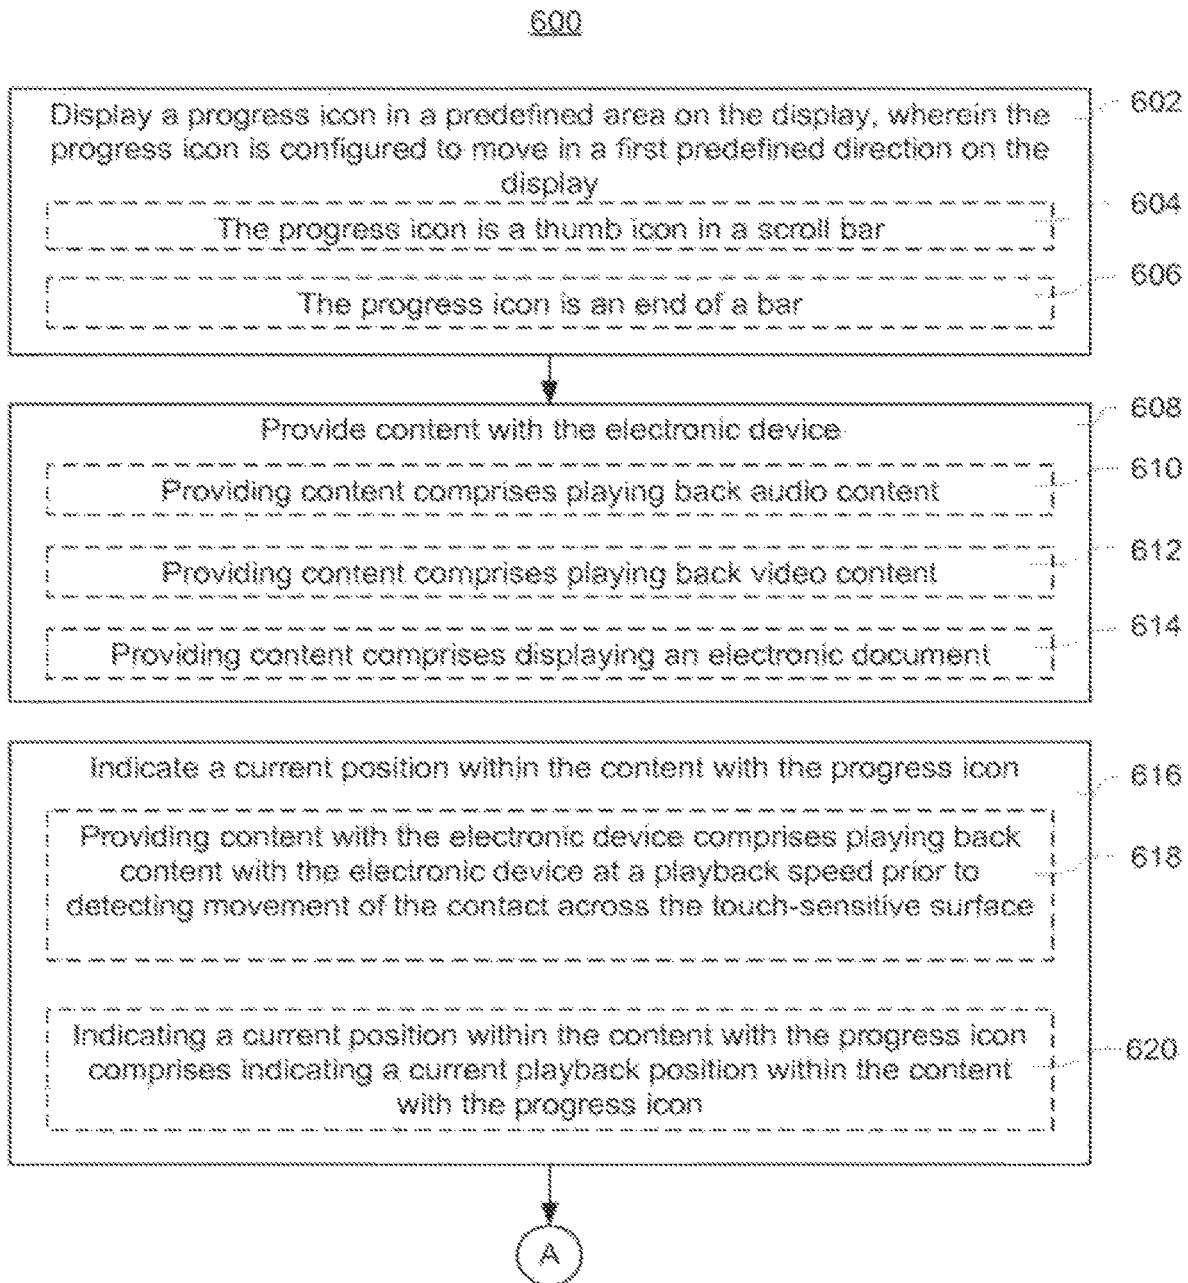 600
Display a progress icon in a predefined area on the display, wherein the
progress icon is configured to move in a first predefined direction on the
display
602
The progress icon is a thumb icon in a scroll bar
604
The progress icon is an end of a bar
606
Provide content with the electronic device
608
Providing content comprises playing back audio content
610
Providing content comprises playing back video content
612
Providing content comprises displaying an electronic document
614
Indicate a current position within the content with the progress icon
616
Providing content with the electronic device comprises playing back
content with the electronic device at a playback speed prior to
detecting movement of the contact across the touch-sensitive surface
618
Indicating a current position within the content with the progress icon
comprises indicating a current playback position within the content
with the progress icon
620
A